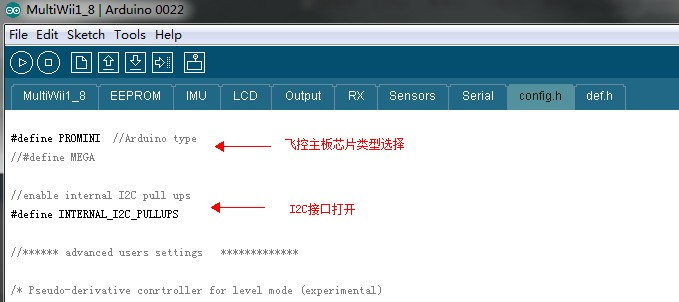 MultiWii1_8 | Arduino 0022
File Edit Sketch Tools Help
MultiWii1_8 EEPROM IMU LCD Output RX Sensors Serial config.h def.h
#define PROMINI //Arduino type
飞控主板芯片类型选择
//#define MEGA
//enable internal I2C pull ups
#define INTERNAL_I2C_PULLUPS
I2C接口打开
//****** advanced users settings *************
/* Pseudo-derivative conrtroller for level mode (experimental)